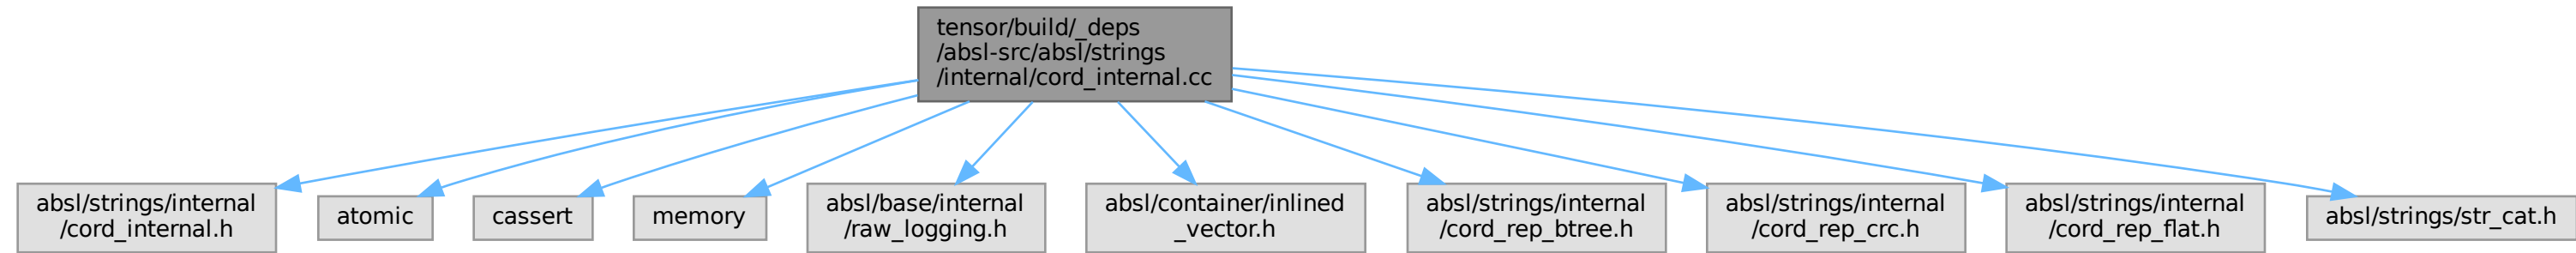 tensor/build/_deps
/absl-src/absl/strings
/internal/cord_internal.cc
absl/strings/internal
/cord_internal.h
atomic
cassert
memory
absl/base/internal
/raw_logging.h
absl/container/inlined
_vector.h
absl/strings/internal
/cord_rep_btree.h
absl/strings/internal
/cord_rep_crc.h
absl/strings/internal
/cord_rep_flat.h
absl/strings/str_cat.h